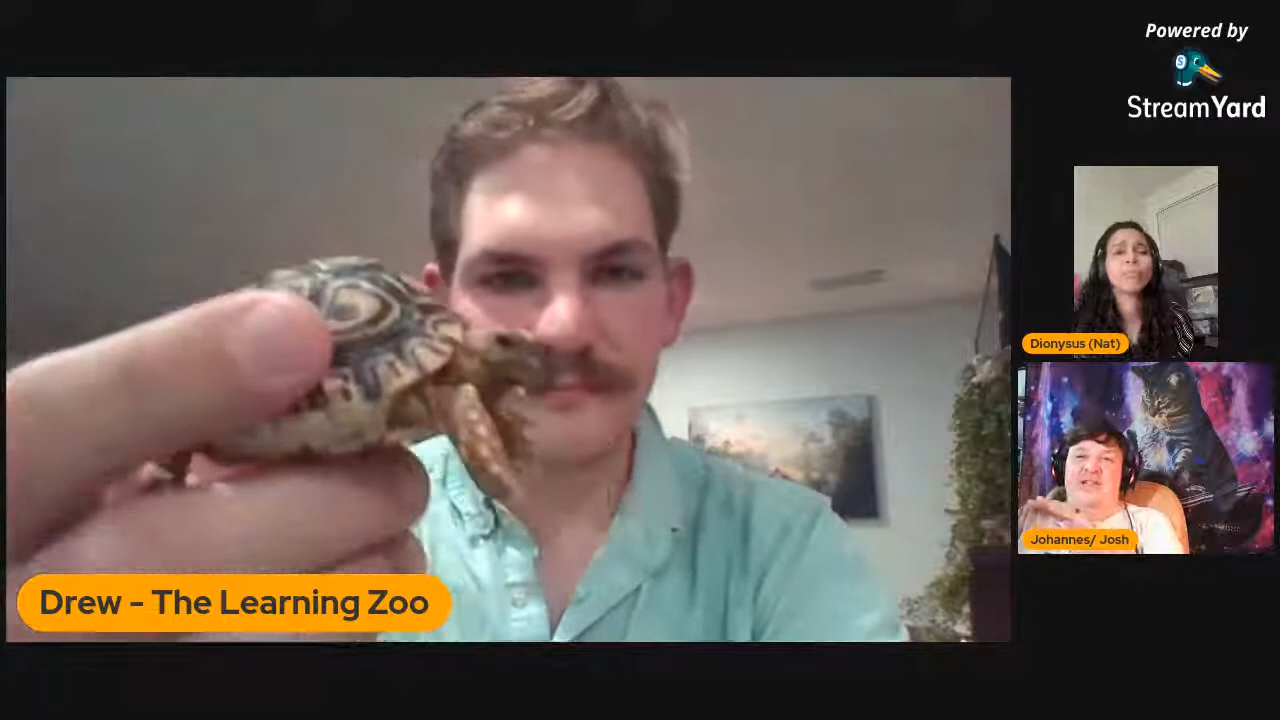 Powered by
StreamYard
Dionysus (Nat)
Johannes/ Josh
Drew - The Learning Zoo